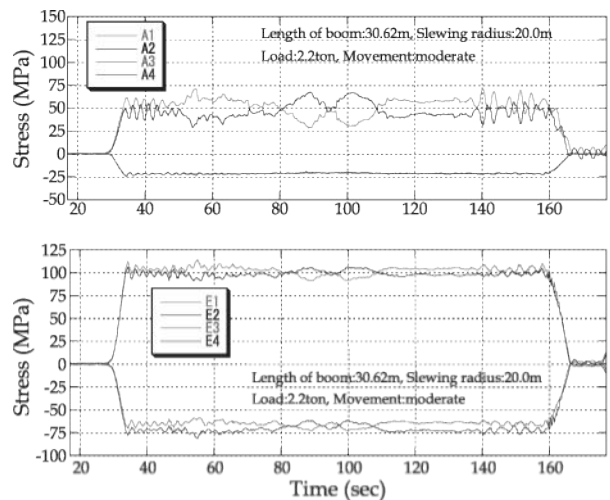 Length of boom:30.62m, Slewing radius:20.0m
Load:2.2ton, Movement:moderate
A1
A2
A3
A4
Stress (MPa)
150
125
100
75
50
25
0
-25
-50
20 40 60 80 100 120 140 160
125
100
75
50
25
0
-25
-50
-75
-100
Stress (MPa)
E1
E2
E3
E4
Length of boom:30.62m, Slewing radius:20.0m
Load:2.2ton, Movement:moderate
20 40 60 80 100 120 140 160
Time (sec)